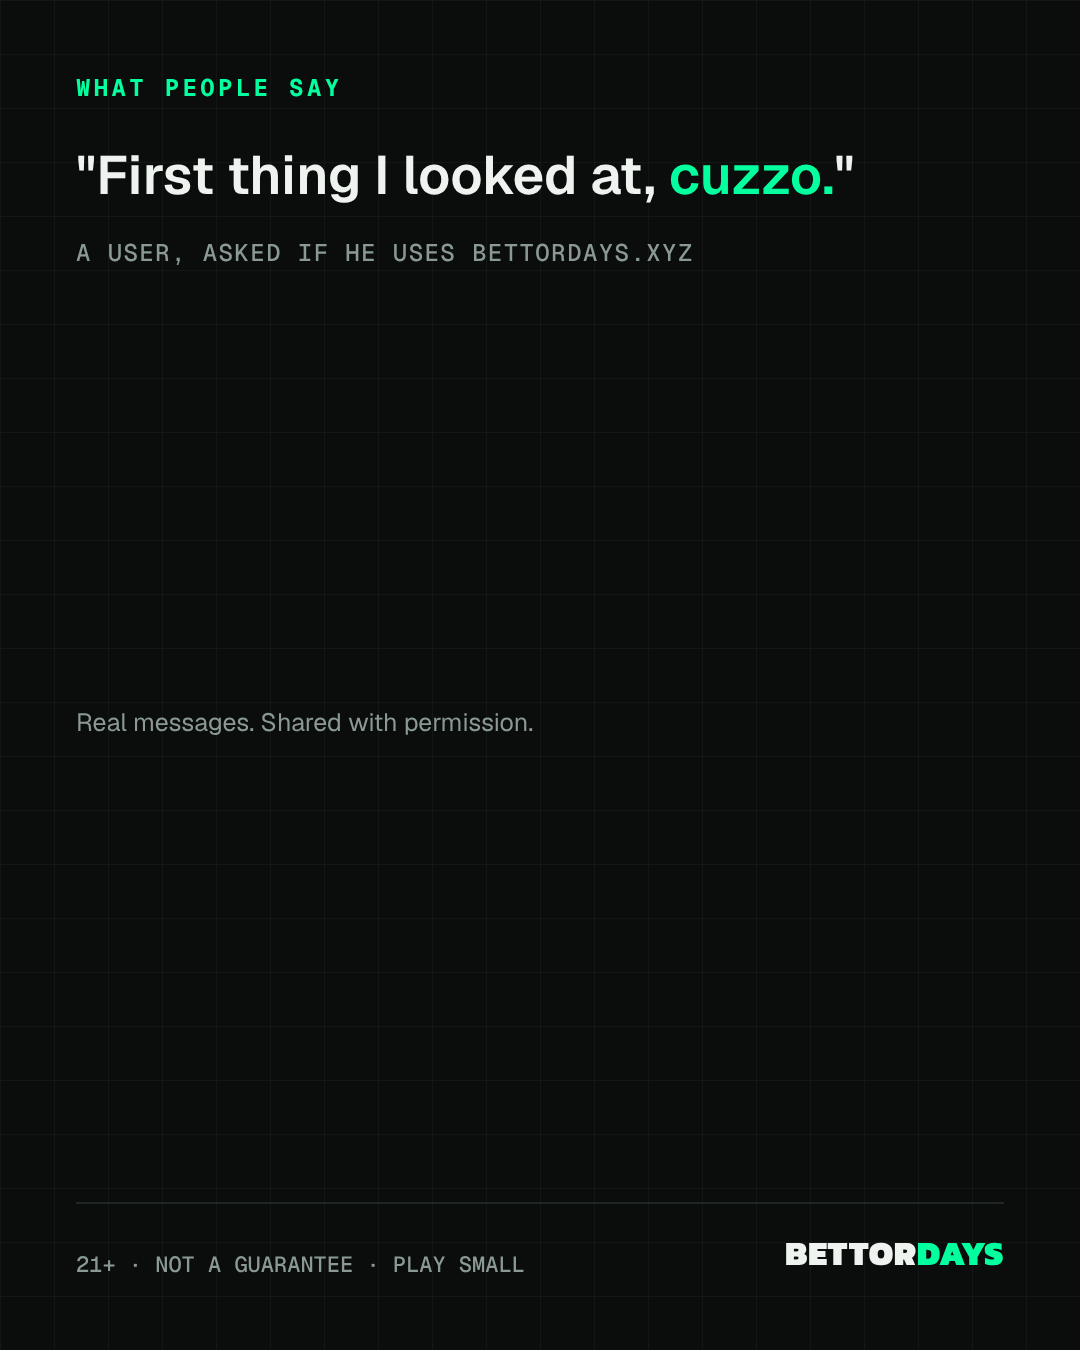 WHAT PEOPLE SAY
"First thing I looked at, cuzzo."
A USER, ASKED IF HE USES BETTORDAYS.XYZ
Real messages. Shared with permission.
21+ · NOT A GUARANTEE · PLAY SMALL
BETTORDAYS